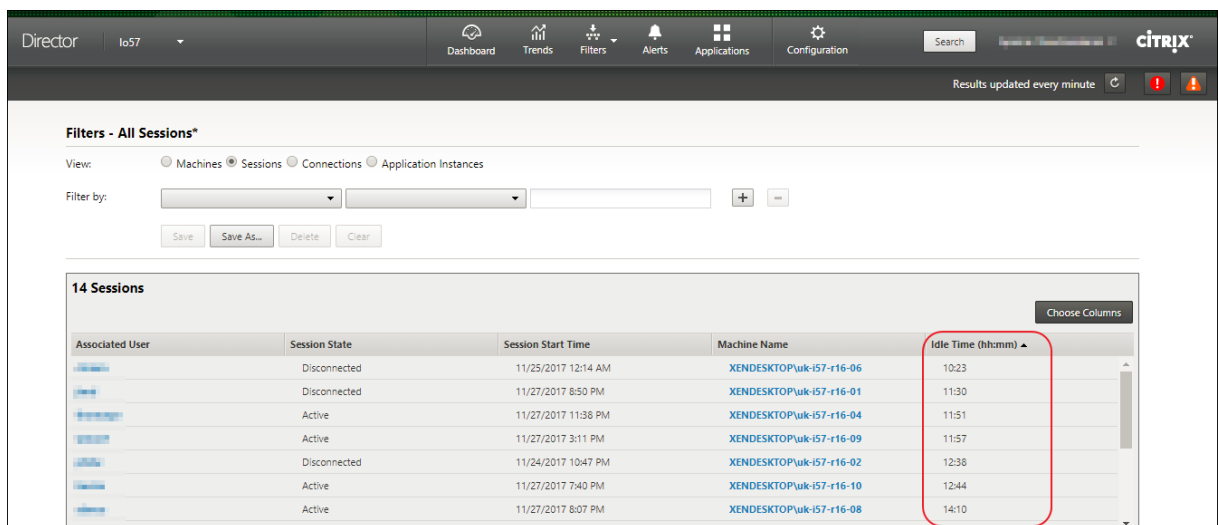 Director lo57 Dashboard Trends Filters Alerts Applications Configuration Search CİTRIX®
Results updated every minute
Filters - All Sessions*
View: Machines Sessions Connections Application Instances
Filter by: + -
Save Save As... Delete Clear
14 Sessions
Choose Columns
Associated User Session State Session Start Time Machine Name Idle Time (hh:mm)
Disconnected 11/25/2017 12:14 AM XENDESKTOP\uk-i57-r16-06 10:23
Disconnected 11/27/2017 8:50 PM XENDESKTOP\uk-i57-r16-01 11:30
Active 11/27/2017 11:38 PM XENDESKTOP\uk-i57-r16-04 11:51
Active 11/27/2017 3:11 PM XENDESKTOP\uk-i57-r16-09 11:57
Disconnected 11/24/2017 10:47 PM XENDESKTOP\uk-i57-r16-02 12:38
Active 11/27/2017 7:40 PM XENDESKTOP\uk-i57-r16-10 12:44
Active 11/27/2017 8:07 PM XENDESKTOP\uk-i57-r16-08 14:10